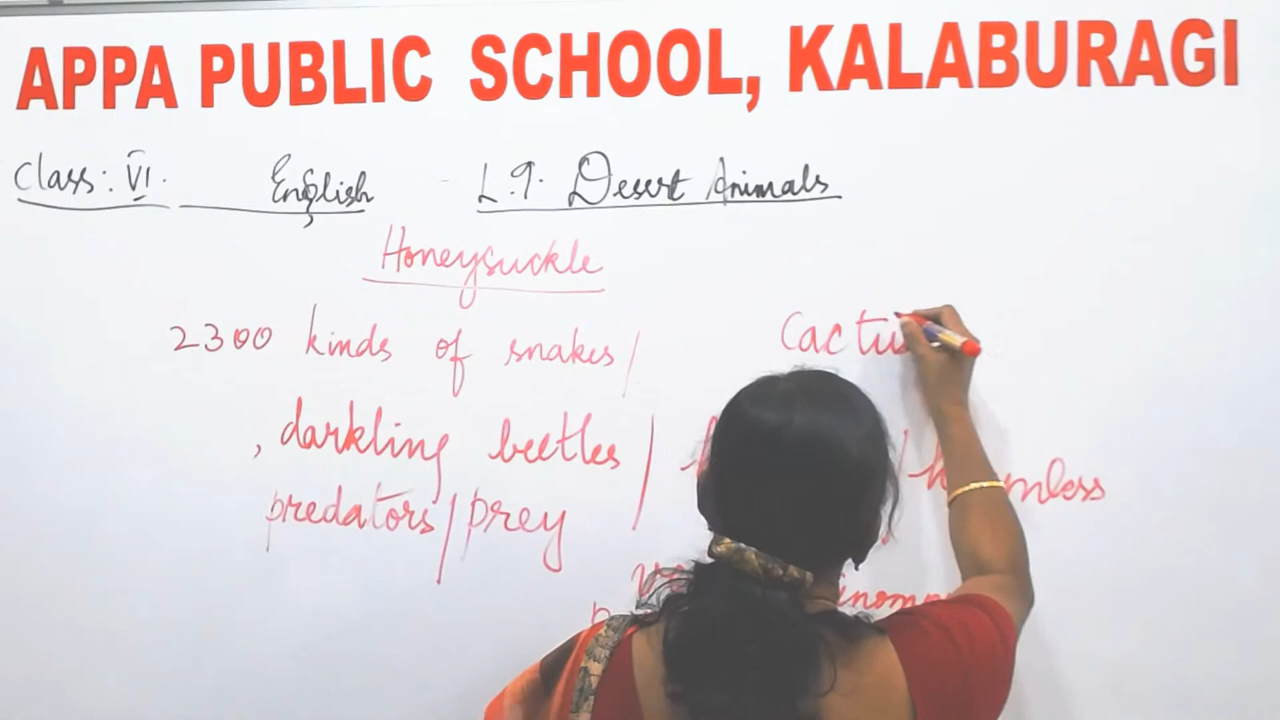 APPA PUBLIC SCHOOL, KALABURAGI
Class: VI. English - L.9. Desert Animals
Honeysuckle
2300 kinds of snakes/ Cactu
, darkling beetles /
predators/prey